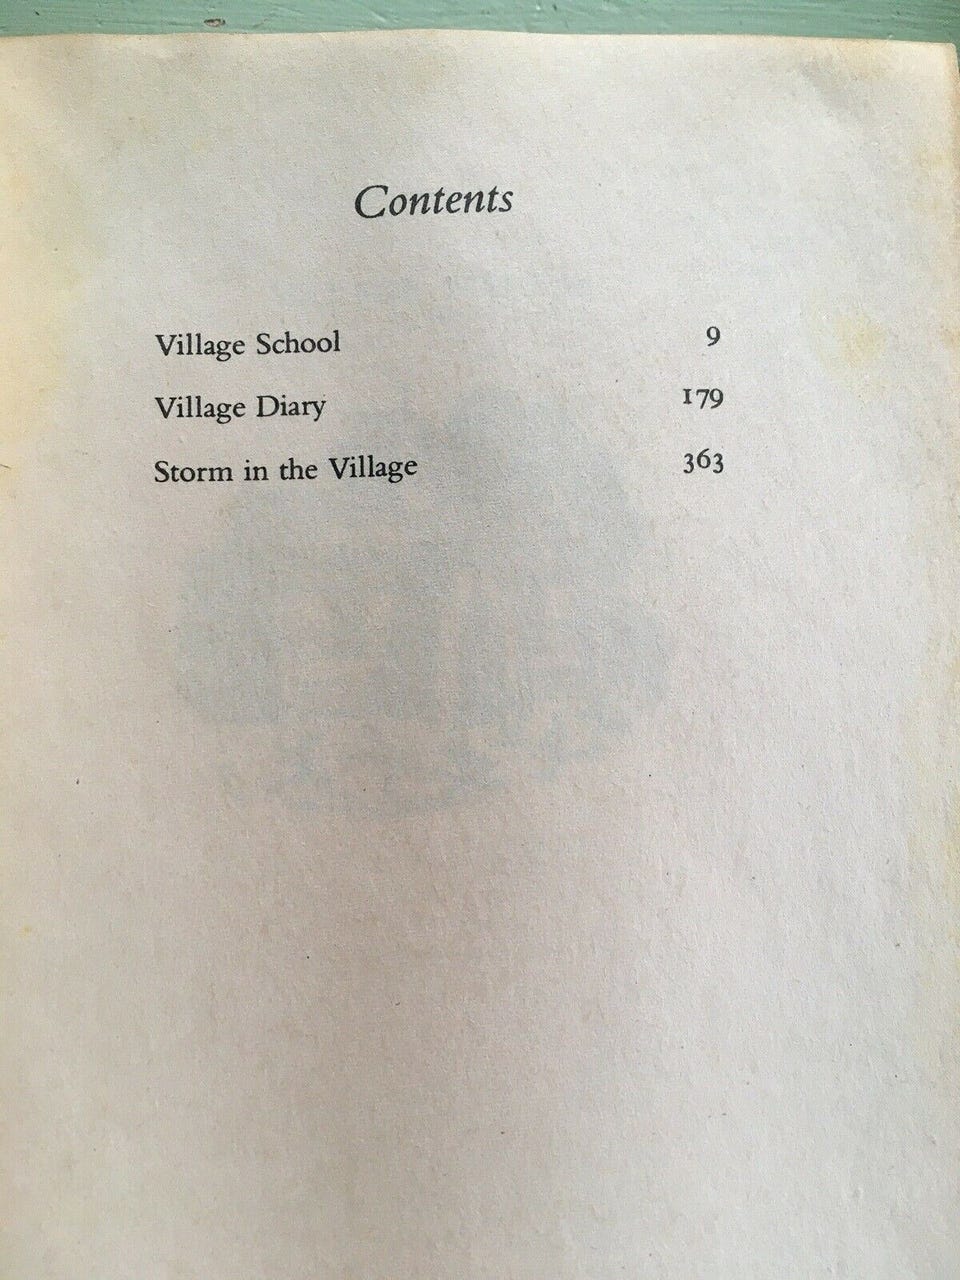 Contents
Village School 9
Village Diary 179
Storm in the Village 363